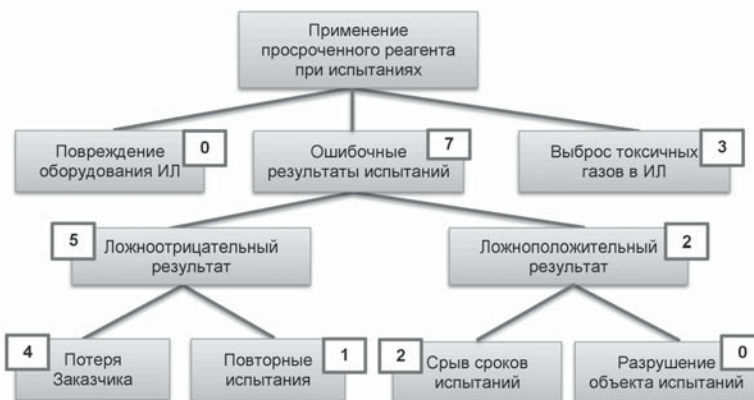 Применение
просроченного реагента
при испытаниях
Повреждение
оборудования ИЛ
0
Ошибочные
результаты испытаний
7
Выброс токсичных
газов в ИЛ
3
5
Ложноотрицательный
результат
Ложноположительный
результат
2
4
Потеря
Заказчика
Повторные
испытания
1
2
Срыв сроков
испытаний
Разрушение
объекта испытаний
0